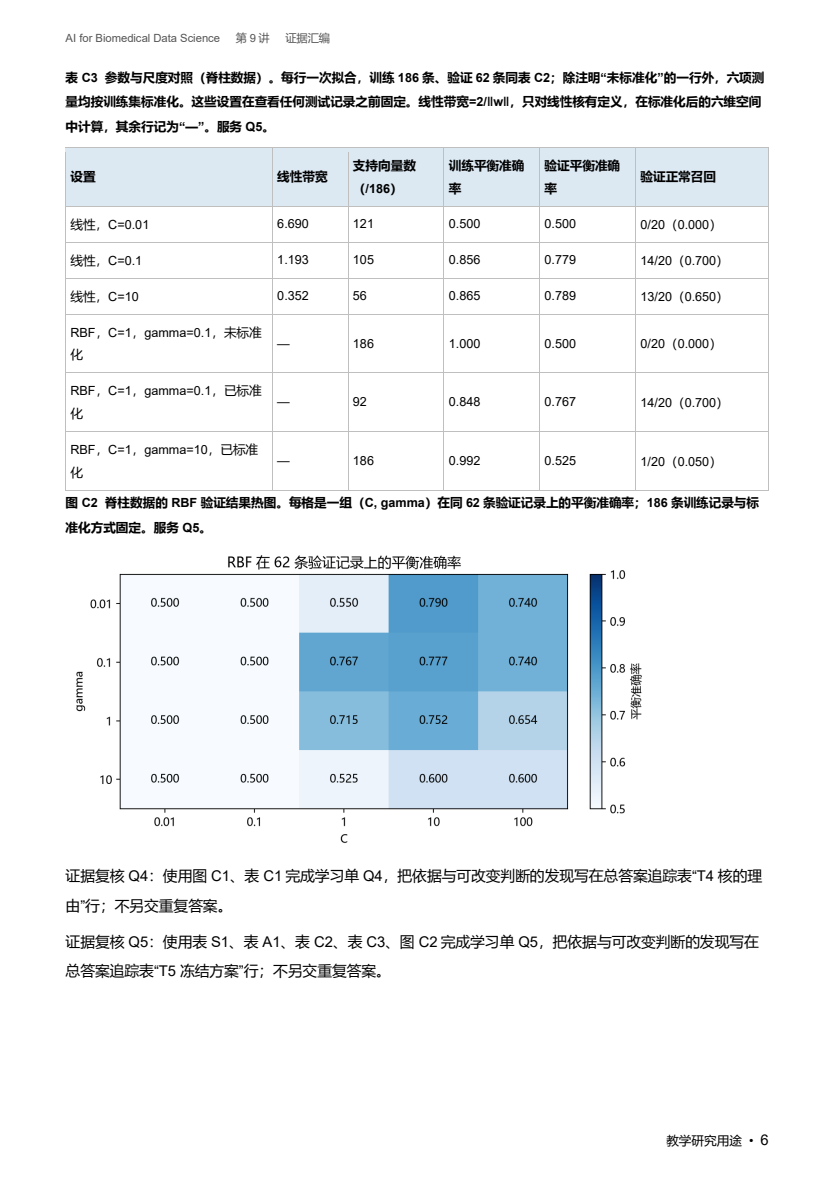 AI for Biomedical Data Science 第 9 讲 证据汇编
表 C3 参数与尺度对照（脊柱数据）。每行一次拟合，训练 186 条、验证 62 条同表 C2；除注明“未标准化”的一行外，六项测
量均按训练集标准化。这些设置在查看任何测试记录之前固定。线性带宽=2/‖w‖，只对线性核有定义，在标准化后的六维空间
中计算，其余行记为“—”。服务 Q5。
设置 线性带宽 支持向量数（/186） 训练平衡准确率 验证平衡准确率 验证正常召回
线性，C=0.01 6.690 121 0.500 0.500 0/20（0.000）
线性，C=0.1 1.193 105 0.856 0.779 14/20（0.700）
线性，C=10 0.352 56 0.865 0.789 13/20（0.650）
RBF，C=1，gamma=0.1，未标准化 — 186 1.000 0.500 0/20（0.000）
RBF，C=1，gamma=0.1，已标准化 — 92 0.848 0.767 14/20（0.700）
RBF，C=1，gamma=10，已标准化 — 186 0.992 0.525 1/20（0.050）
图 C2 脊柱数据的 RBF 验证结果热图。每格是一组（C, gamma）在同 62 条验证记录上的平衡准确率；186 条训练记录与标
准化方式固定。服务 Q5。
RBF 在 62 条验证记录上的平衡准确率
0.01 0.500 0.500 0.550 0.790 0.740
0.1 0.500 0.500 0.767 0.777 0.740
1 0.500 0.500 0.715 0.752 0.654
10 0.500 0.500 0.525 0.600 0.600
0.01 0.1 1 10 100
C
gamma
1.0
0.9
0.8
0.7
0.6
0.5
平衡准确率
证据复核 Q4：使用图 C1、表 C1 完成学习单 Q4，把依据与可改变判断的发现写在总答案追踪表“T4 核的理
由”行；不另交重复答案。
证据复核 Q5：使用表 S1、表 A1、表 C2、表 C3、图 C2 完成学习单 Q5，把依据与可改变判断的发现写在
总答案追踪表“T5 冻结方案”行；不另交重复答案。
教学研究用途 • 6